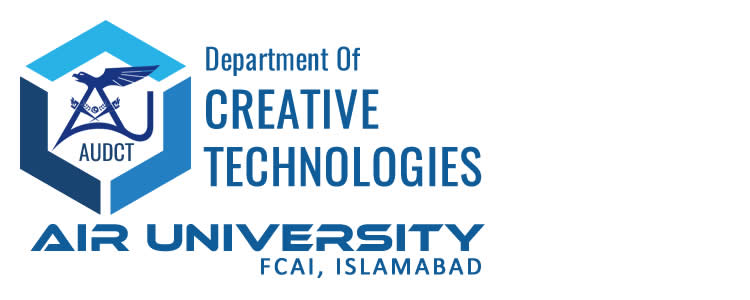 Department Of
CREATIVE
TECHNOLOGIES
AUDCT
AIR UNIVERSITY
FCAI, ISLAMABAD